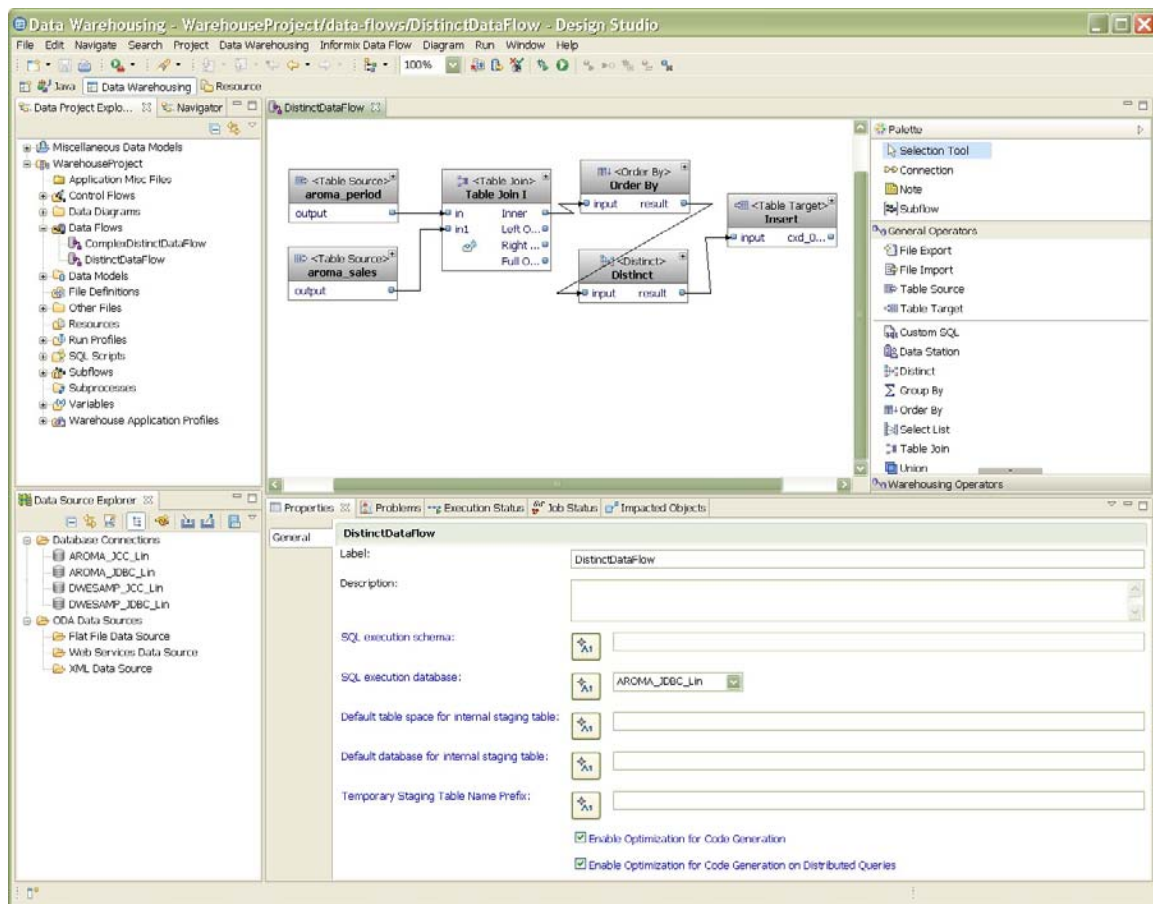 Data Warehousing - WarehouseProject/data-flows/DistinctDataFlow - Design Studio
File Edit Navigate Search Project Data Warehousing Informix Data Flow Diagram Run Window Help
100%
Java Data Warehousing Resource
Data Project Explo... Navigator
Miscellaneous Data Models
WarehouseProject
Application Misc Files
Control Flows
Data Diagrams
Data Flows
ComplexDistinctDataFlow
DistinctDataFlow
Data Models
File Definitions
Other Files
Resources
Run Profiles
SQL Scripts
Subflows
Subprocesses
Variables
Warehouse Application Profiles
DistinctDataFlow
<Table Source>
aroma_period
output
<Table Source>
aroma_sales
output
<Table Join>
Table Join I
in Inner
in1 Left O...
Right ...
Full O...
<Order By>
Order By
input result
<Distinct>
Distinct
input result
<Table Target>
Insert
input cxd_0...
Palette
Selection Tool
Connection
Note
Subflow
General Operators
File Export
File Import
Table Source
Table Target
Custom SQL
Data Station
Distinct
Group By
Order By
Select List
Table Join
Union
Warehousing Operators
Data Source Explorer
Database Connections
AROMA_JCC_Lin
AROMA_JDBC_Lin
DWESAMP_JCC_Lin
DWESAMP_JDBC_Lin
ODA Data Sources
Flat File Data Source
Web Services Data Source
XML Data Source
Properties Problems Execution Status Job Status Impacted Objects
General
DistinctDataFlow
Label: DistinctDataFlow
Description:
SQL execution schema:
SQL execution database: AROMA_JDBC_Lin
Default table space for internal staging table:
Default database for internal staging table:
Temporary Staging Table Name Prefix:
Enable Optimization for Code Generation
Enable Optimization for Code Generation on Distributed Queries